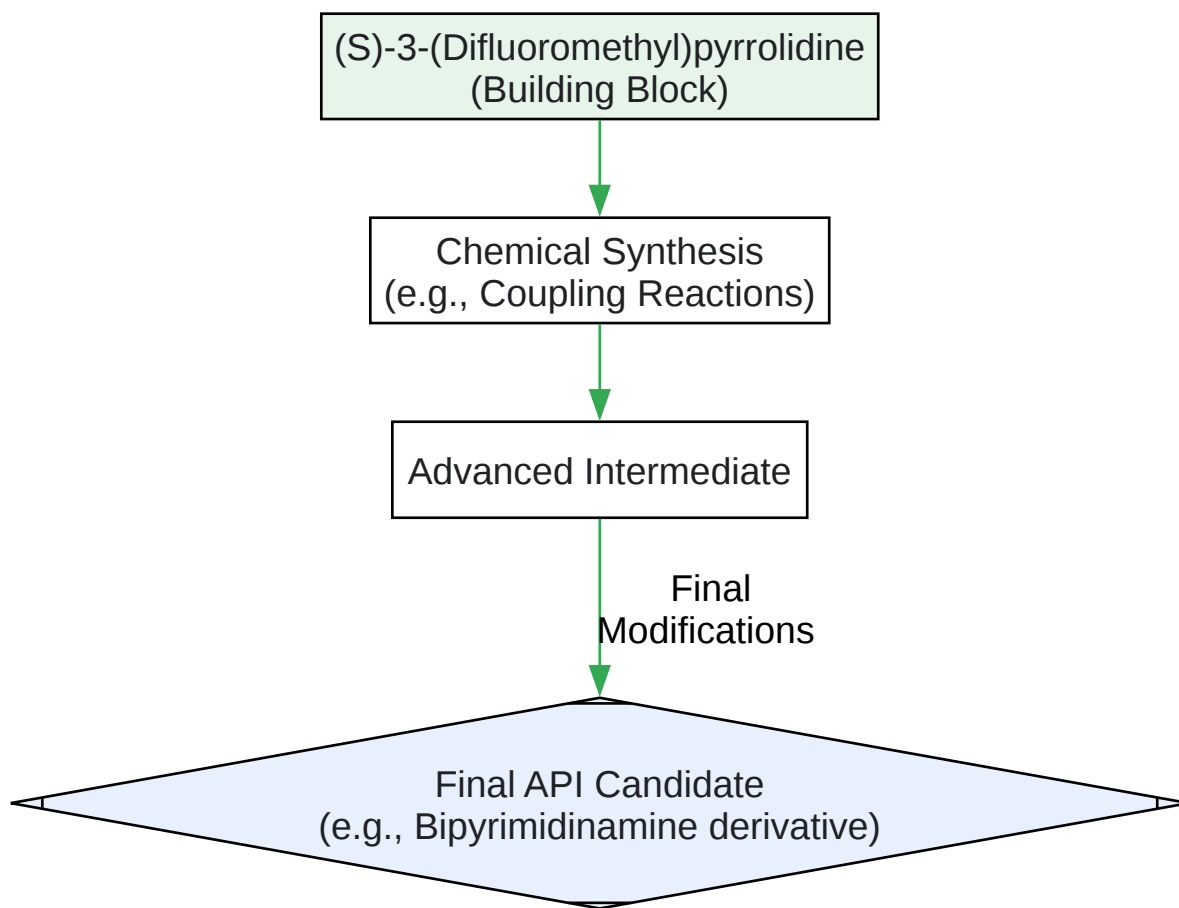 (S)-3-(Difluoromethyl)pyrrolidine
(Building Block)
Chemical Synthesis
(e.g., Coupling Reactions)
Advanced Intermediate
Final
Modifications
Final API Candidate
(e.g., Bipyrimidinamine derivative)